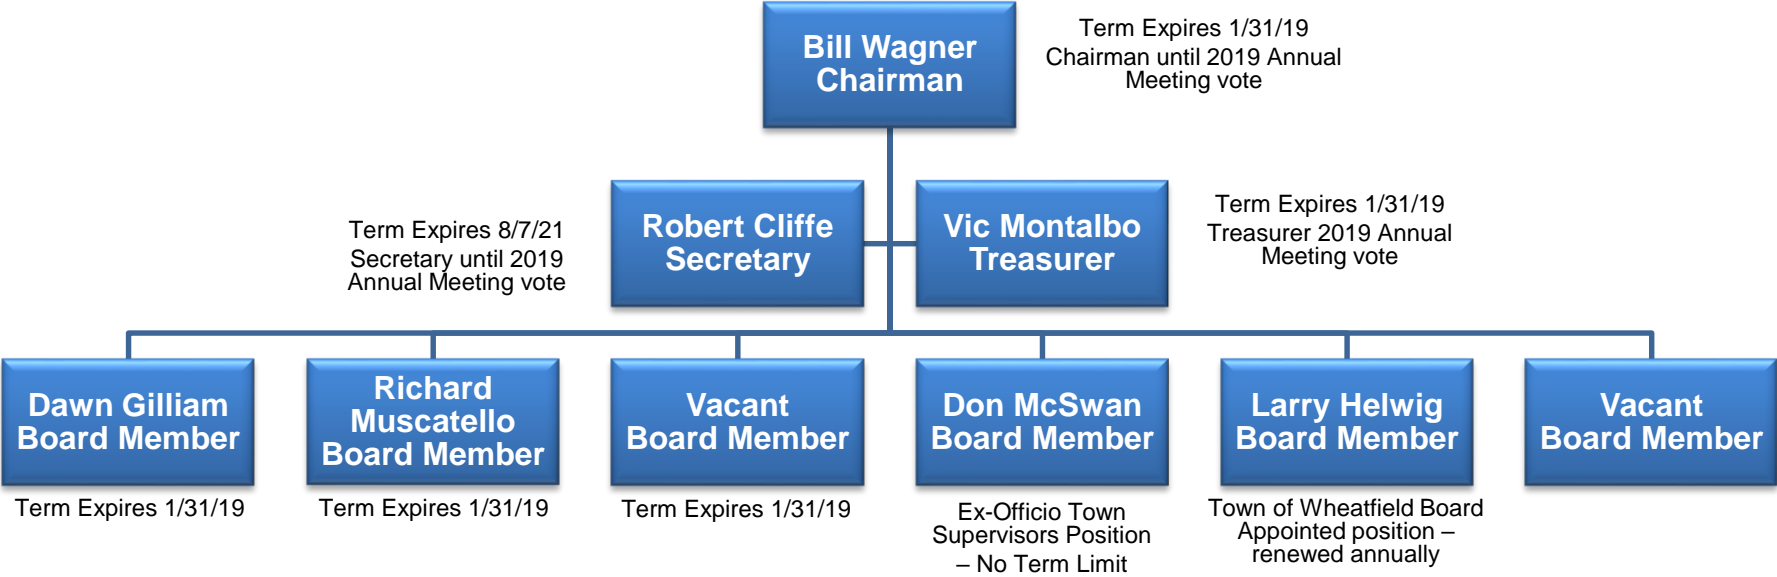 Bill Wagner
Chairman
Term Expires 1/31/19
Chairman until 2019 Annual
Meeting vote
Term Expires 8/7/21
Secretary until 2019
Annual Meeting vote
Robert Cliffe
Secretary
Vic Montalbo
Treasurer
Term Expires 1/31/19
Treasurer 2019 Annual
Meeting vote
Dawn Gilliam
Board Member
Term Expires 1/31/19
Richard
Muscatello
Board Member
Term Expires 1/31/19
Vacant
Board Member
Term Expires 1/31/19
Don McSwan
Board Member
Ex-Officio Town
Supervisors Position
– No Term Limit
Larry Helwig
Board Member
Town of Wheatfield Board
Appointed position –
renewed annually
Vacant
Board Member